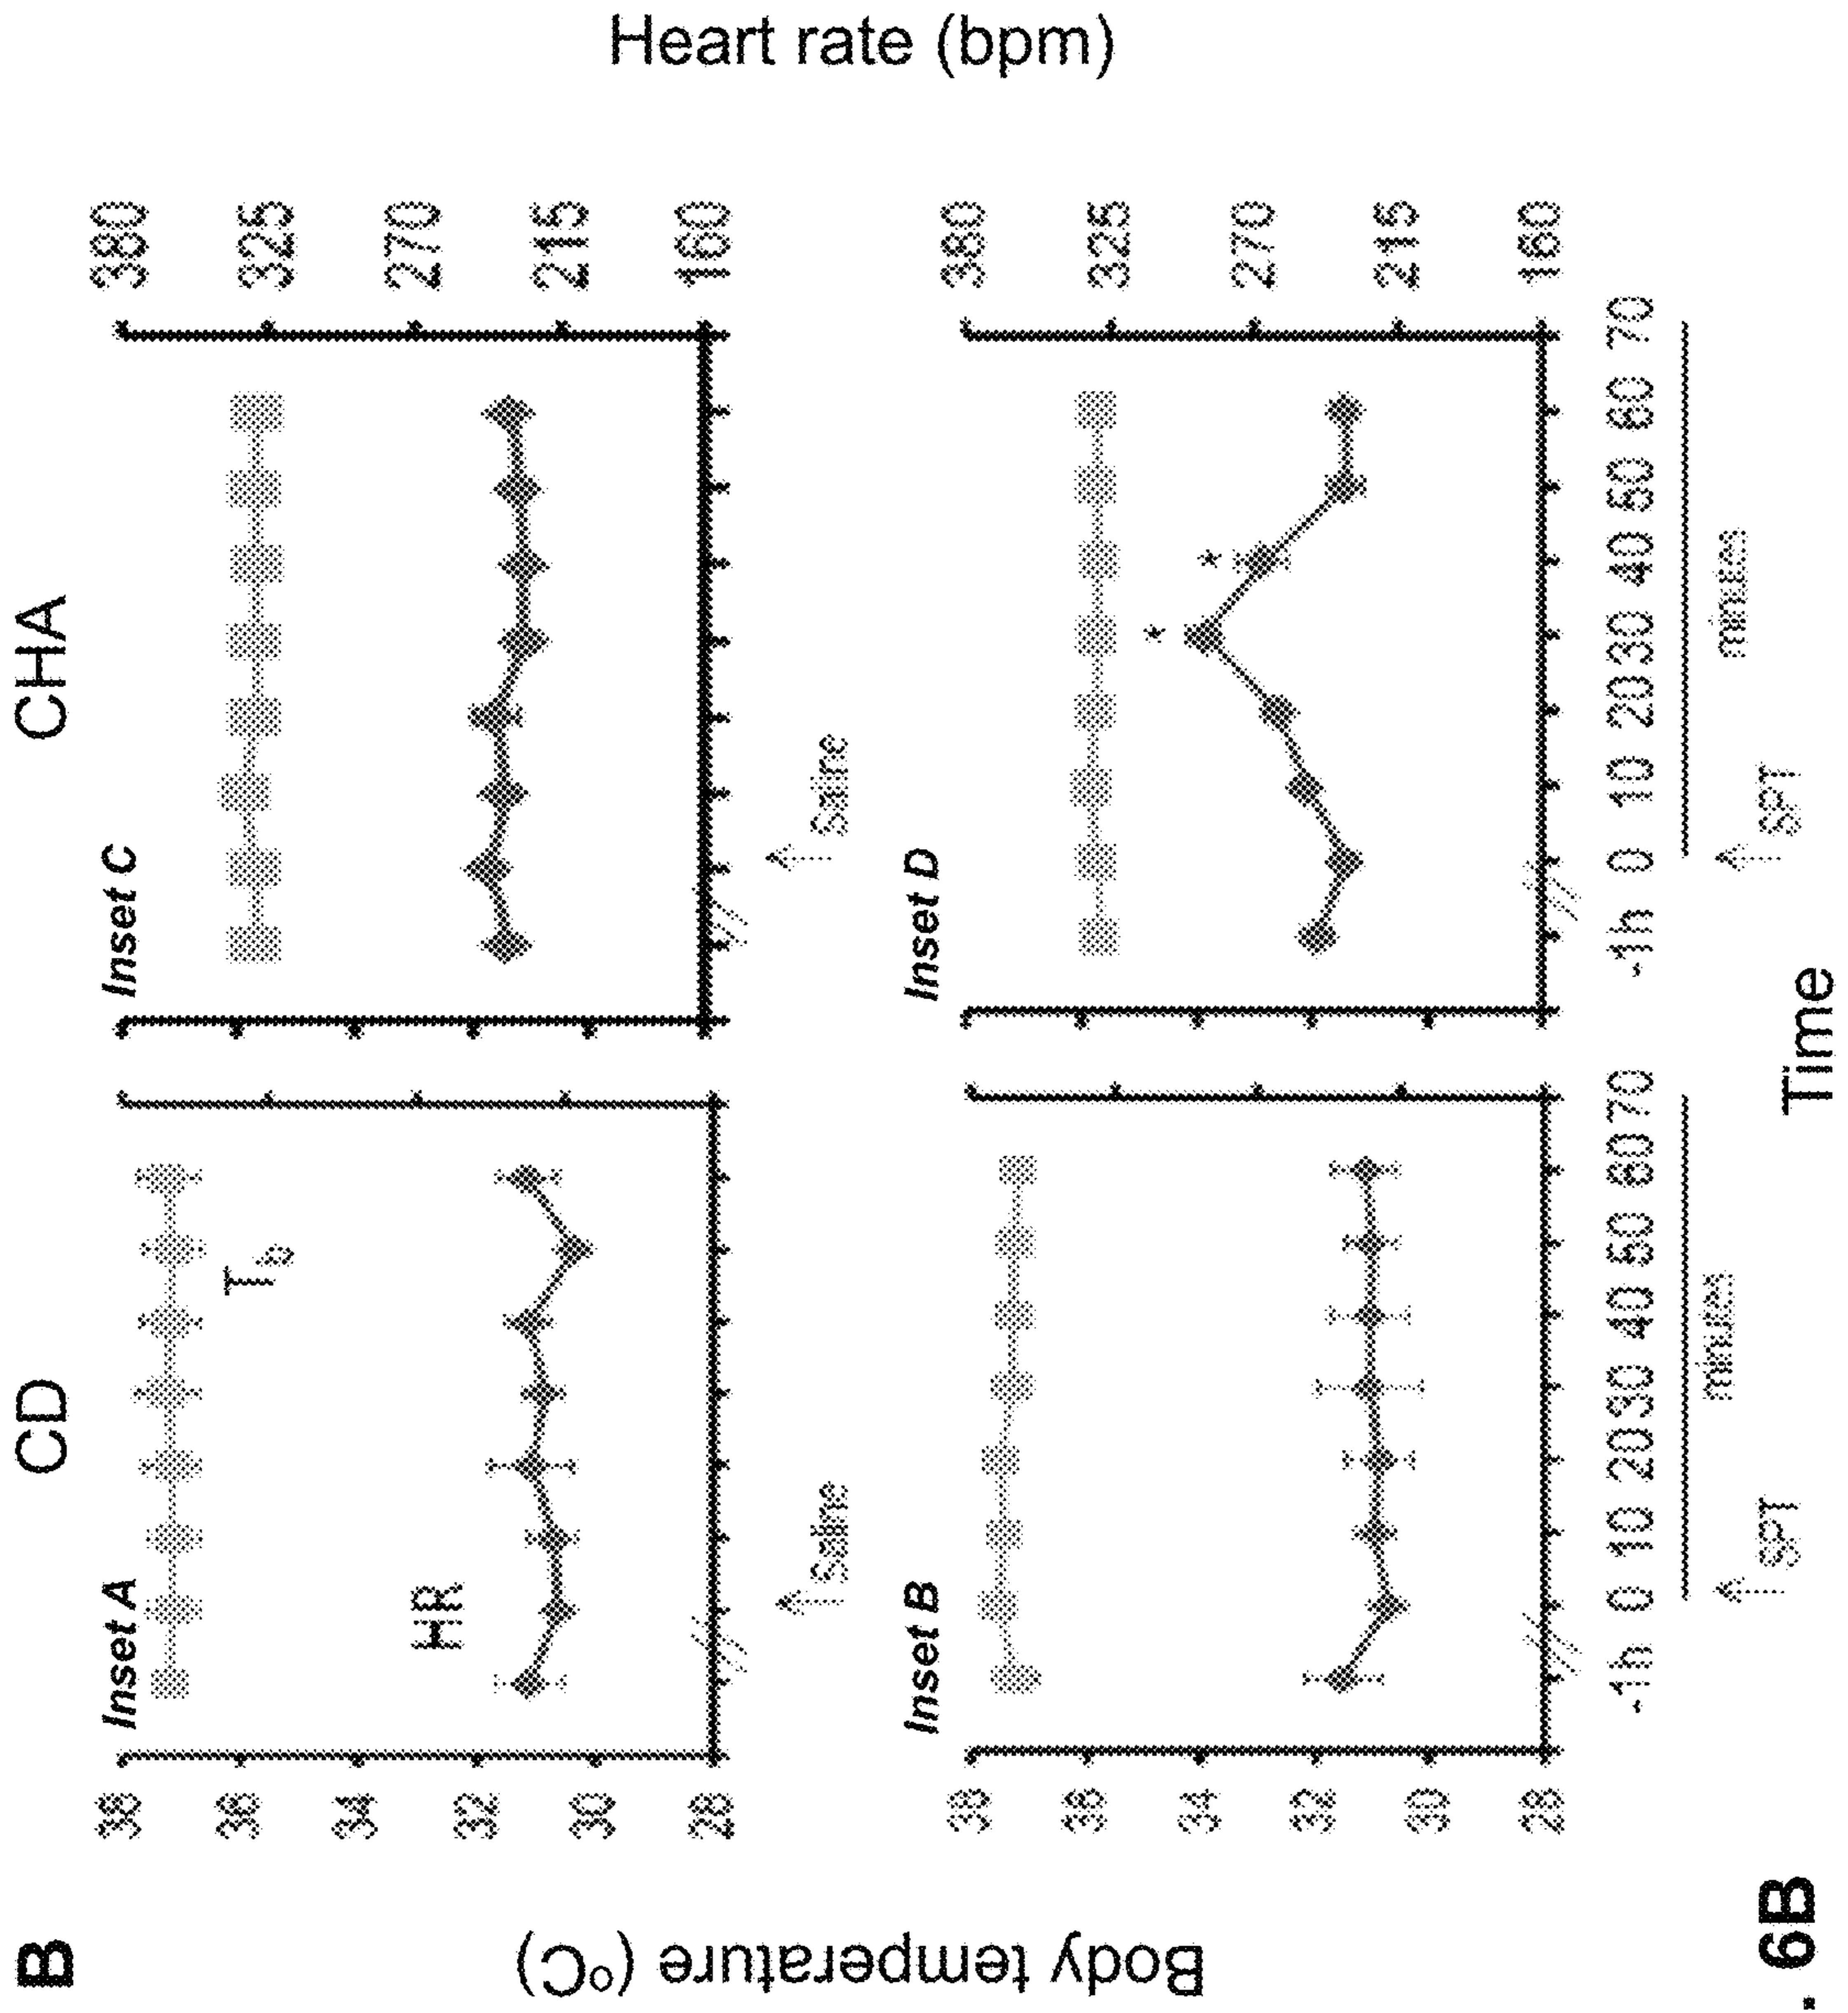 B
CD
CHA
Heart rate (bpm)
Body temperature (°C)
Inset A
38
36
34
32
30
28
HR
Tb
Saline
Inset C
380
325
270
215
160
Saline
Inset B
38
36
34
32
30
28
-1h 0 10 20 30 40 50 60 70
minutes
SPT
Inset D
*
*
380
325
270
215
160
-1h 0 10 20 30 40 50 60 70
minutes
SPT
Time
. 6B